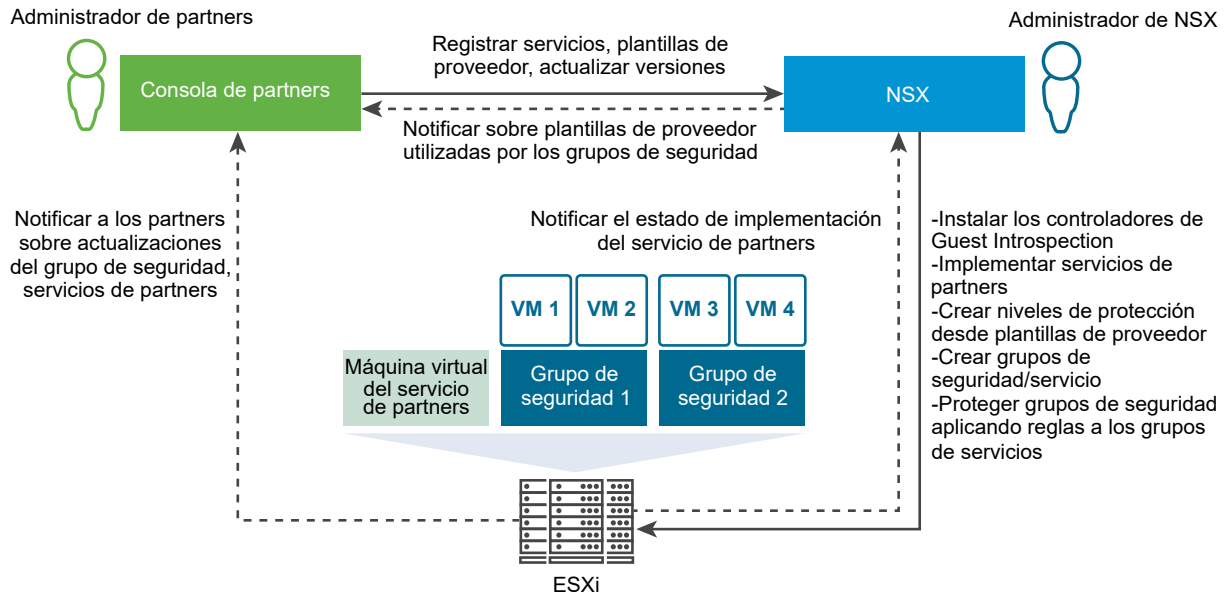 Administrador de partners
Administrador de NSX
Registrar servicios, plantillas de
proveedor, actualizar versiones
Consola de partners
NSX
Notificar sobre plantillas de proveedor
utilizadas por los grupos de seguridad
Notificar a los partners
sobre actualizaciones
del grupo de seguridad,
servicios de partners
Notificar el estado de implementación
del servicio de partners
-Instalar los controladores de
Guest Introspection
-Implementar servicios de
partners
-Crear niveles de protección
desde plantillas de proveedor
-Crear grupos de
seguridad/servicio
-Proteger grupos de seguridad
aplicando reglas a los grupos
de servicios
VM 1
VM 2
VM 3
VM 4
Máquina virtual
del servicio
de partners
Grupo de
seguridad 1
Grupo de
seguridad 2
ESXi